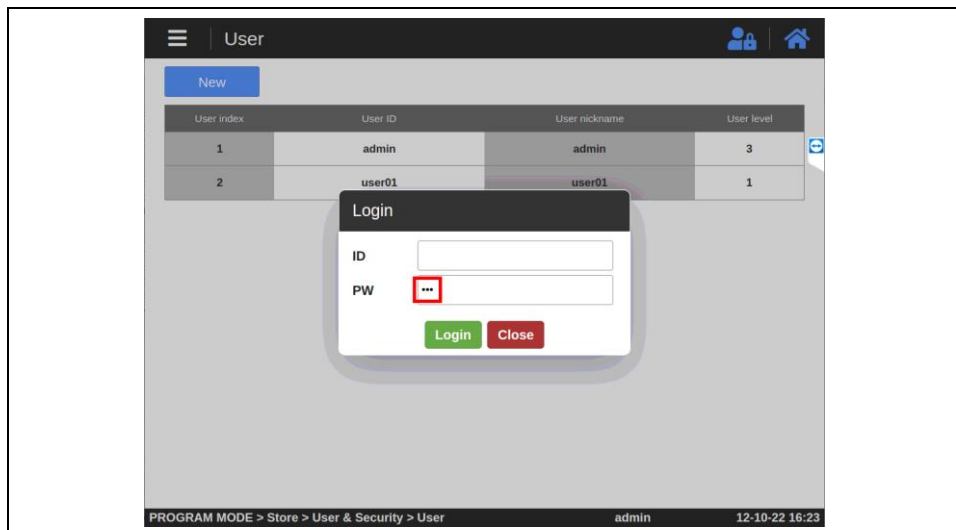 User
New
User index User ID User nickname User level
1 admin admin 3
2 user01 user01 1
Login
ID
PW •••
Login Close
PROGRAM MODE > Store > User & Security > User admin 12-10-22 16:23